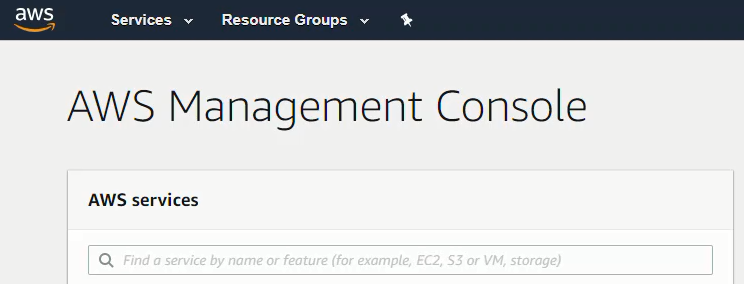 aws
Services Resource Groups
AWS Management Console
AWS services
Find a service by name or feature (for example, EC2, S3 or VM, storage)